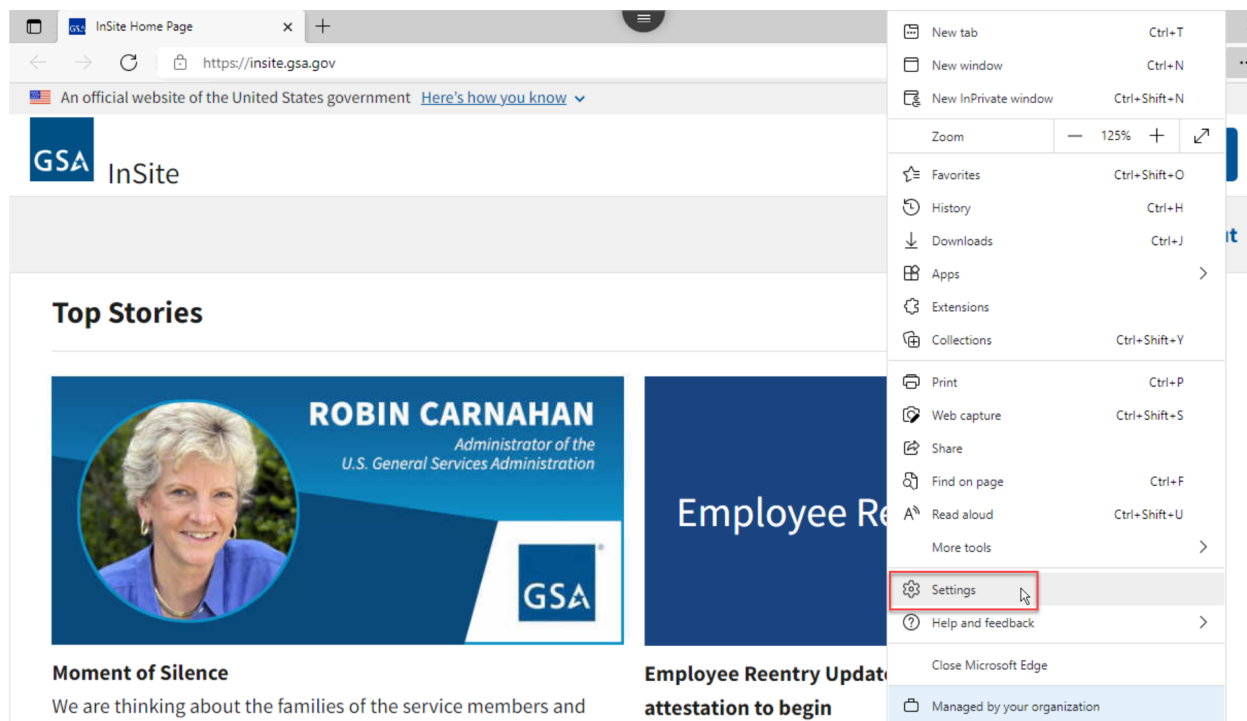 InSite Home Page
https://insite.gsa.gov
An official website of the United States government Here's how you know
GSA InSite
Top Stories
ROBIN CARNAHAN
Administrator of the
U.S. General Services Administration
GSA
Moment of Silence
We are thinking about the families of the service members and
Employee Re
Employee Reentry Update
attestation to begin
New tab Ctrl+T
New window Ctrl+N
New InPrivate window Ctrl+Shift+N
Zoom — 125% +
Favorites Ctrl+Shift+O
History Ctrl+H
Downloads Ctrl+J
Apps
Extensions
Collections Ctrl+Shift+Y
Print Ctrl+P
Web capture Ctrl+Shift+S
Share
Find on page Ctrl+F
Read aloud Ctrl+Shift+U
More tools
Settings
Help and feedback
Close Microsoft Edge
Managed by your organization